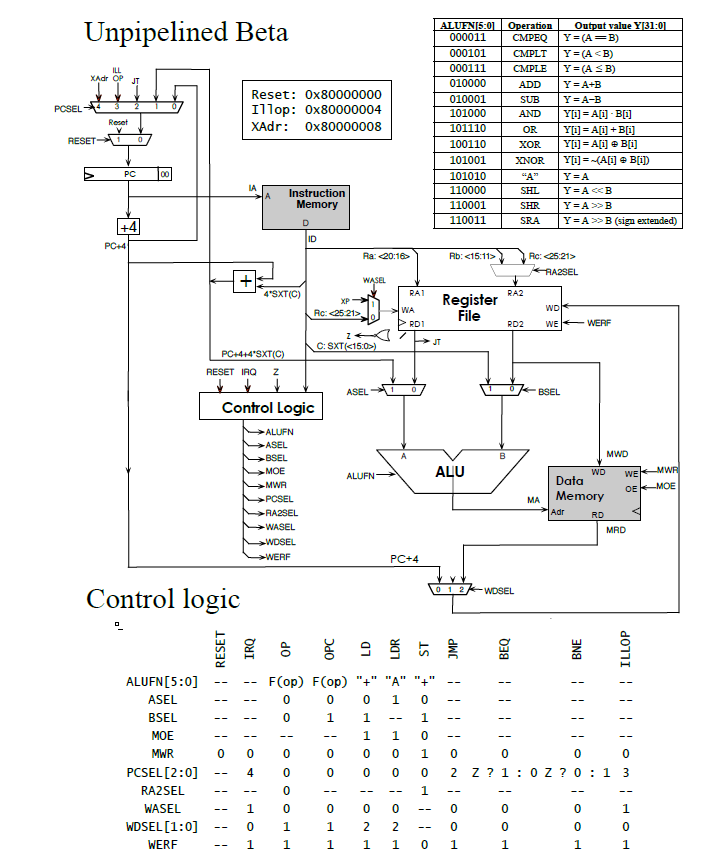 Unpipelined Beta
ALUFN[5:0] Operation Output value Y[31:0]
000011 CMPEQ Y = (A == B)
000101 CMPLT Y = (A < B)
000111 CMPLE Y = (A ≤ B)
010000 ADD Y = A+B
010001 SUB Y = A–B
101000 AND Y[i] = A[i] · B[i]
101110 OR Y[i] = A[i] + B[i]
100110 XOR Y[i] = A[i] ⊕ B[i]
101001 XNOR Y[i] = ~(A[i] ⊕ B[i])
101010 “A” Y = A
110000 SHL Y = A << B
110001 SHR Y = A >> B
110011 SRA Y = A >> B (sign extended)
Reset: 0x80000000
Illop: 0x80000004
XAdr: 0x80000008
ILL
XAdr OP JT
PCSEL 4 3 2 1 0
Reset
RESET 1 0
PC 00
+4
PC+4
IA
A Instruction
Memory
D
ID
Ra: <20:16> Rb: <15:11> Rc: <25:21>
RA2SEL
+
4*SXT(C)
WASEL
XP 1
Rc: <25:21> 0
RA1 RA2
Register
File
WA WD
RD1 RD2 WE WERF
Z JT
C: SXT(<15:0>)
PC+4+4*SXT(C)
RESET IRQ Z
Control Logic
ASEL 1 0
1 0 BSEL
ALUFN
ASEL
BSEL
MOE
MWR
PCSEL
RA2SEL
WASEL
WDSEL
WERF
A B
ALUFN ALU
MWD
WD WE MWR
Data
Memory
OE MOE
MA
Adr RD
MRD
PC+4
0 1 2 WDSEL
Control logic
RESET IRQ OP OPC LD LDR ST JMP BEQ BNE ILLOP
ALUFN[5:0] -- -- F(op) F(op) "+" "A" "+" -- -- -- --
ASEL -- -- 0 0 0 1 0 -- -- -- --
BSEL -- -- 0 1 1 -- 1 -- -- -- --
MOE -- -- -- -- 1 1 0 -- -- -- --
MWR 0 0 0 0 0 0 1 0 0 0 0
PCSEL[2:0] -- 4 0 0 0 0 0 2 Z ? 1 : 0 Z ? 0 : 1 3
RA2SEL -- -- 0 -- -- -- 1 -- -- -- --
WASEL -- 1 0 0 0 0 -- 0 0 0 1
WDSEL[1:0] -- 0 1 1 2 2 -- 0 0 0 0
WERF -- 1 1 1 1 1 0 1 1 1 1